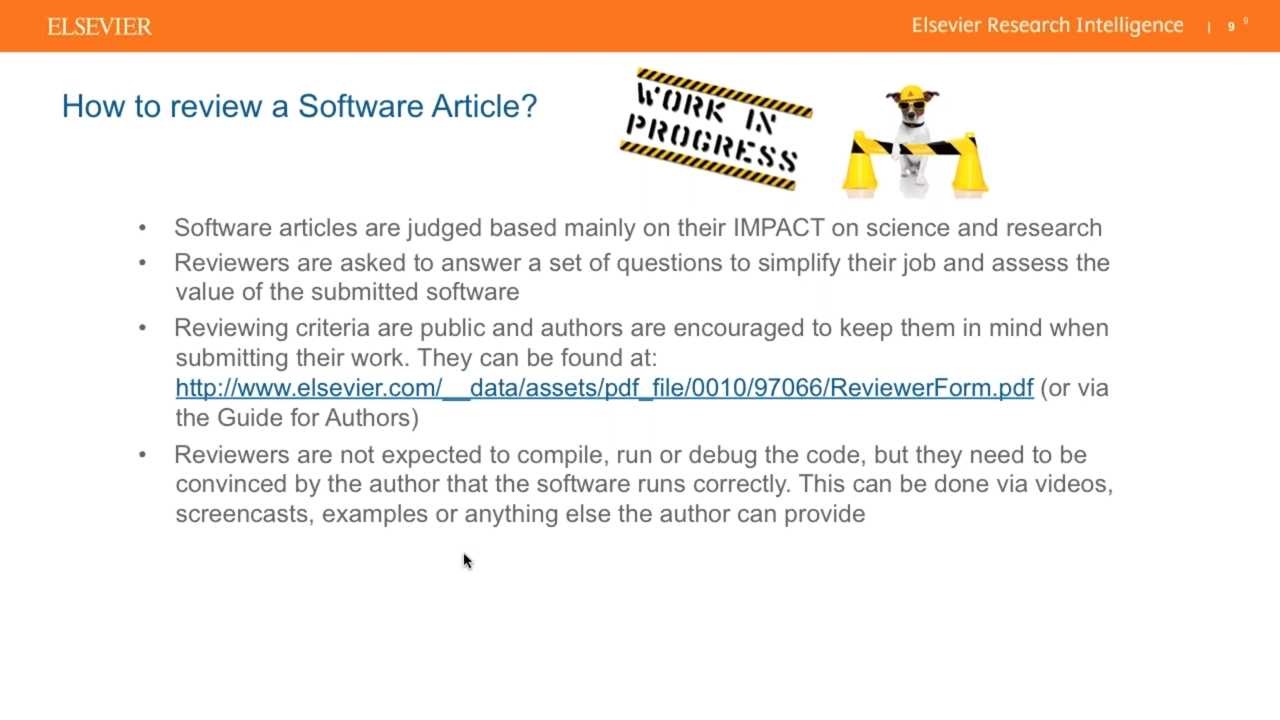 ELSEVIER
Elsevier Research Intelligence | 9 9
How to review a Software Article?
WORK IN
PROGRESS
• Software articles are judged based mainly on their IMPACT on science and research
• Reviewers are asked to answer a set of questions to simplify their job and assess the
value of the submitted software
• Reviewing criteria are public and authors are encouraged to keep them in mind when
submitting their work. They can be found at:
http://www.elsevier.com/__data/assets/pdf_file/0010/97066/ReviewerForm.pdf (or via
the Guide for Authors)
• Reviewers are not expected to compile, run or debug the code, but they need to be
convinced by the author that the software runs correctly. This can be done via videos,
screencasts, examples or anything else the author can provide